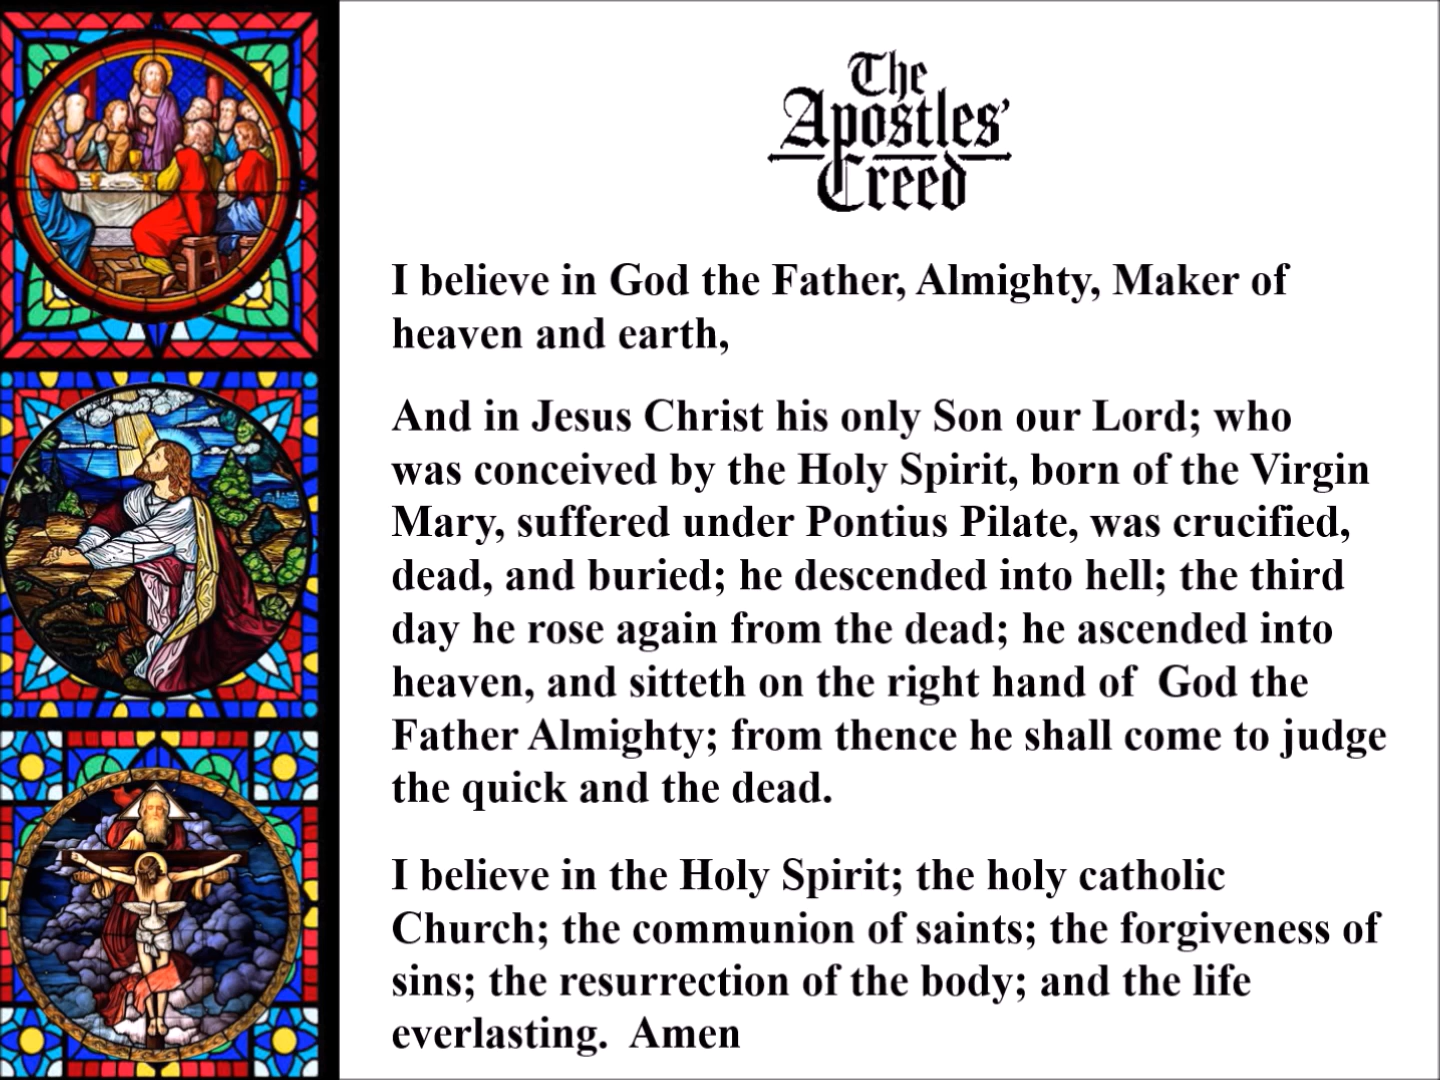 The
Apostles'
Creed
I believe in God the Father, Almighty, Maker of
heaven and earth,
And in Jesus Christ his only Son our Lord; who
was conceived by the Holy Spirit, born of the Virgin
Mary, suffered under Pontius Pilate, was crucified,
dead, and buried; he descended into hell; the third
day he rose again from the dead; he ascended into
heaven, and sitteth on the right hand of  God the
Father Almighty; from thence he shall come to judge
the quick and the dead.
I believe in the Holy Spirit; the holy catholic
Church; the communion of saints; the forgiveness of
sins; the resurrection of the body; and the life
everlasting.  Amen